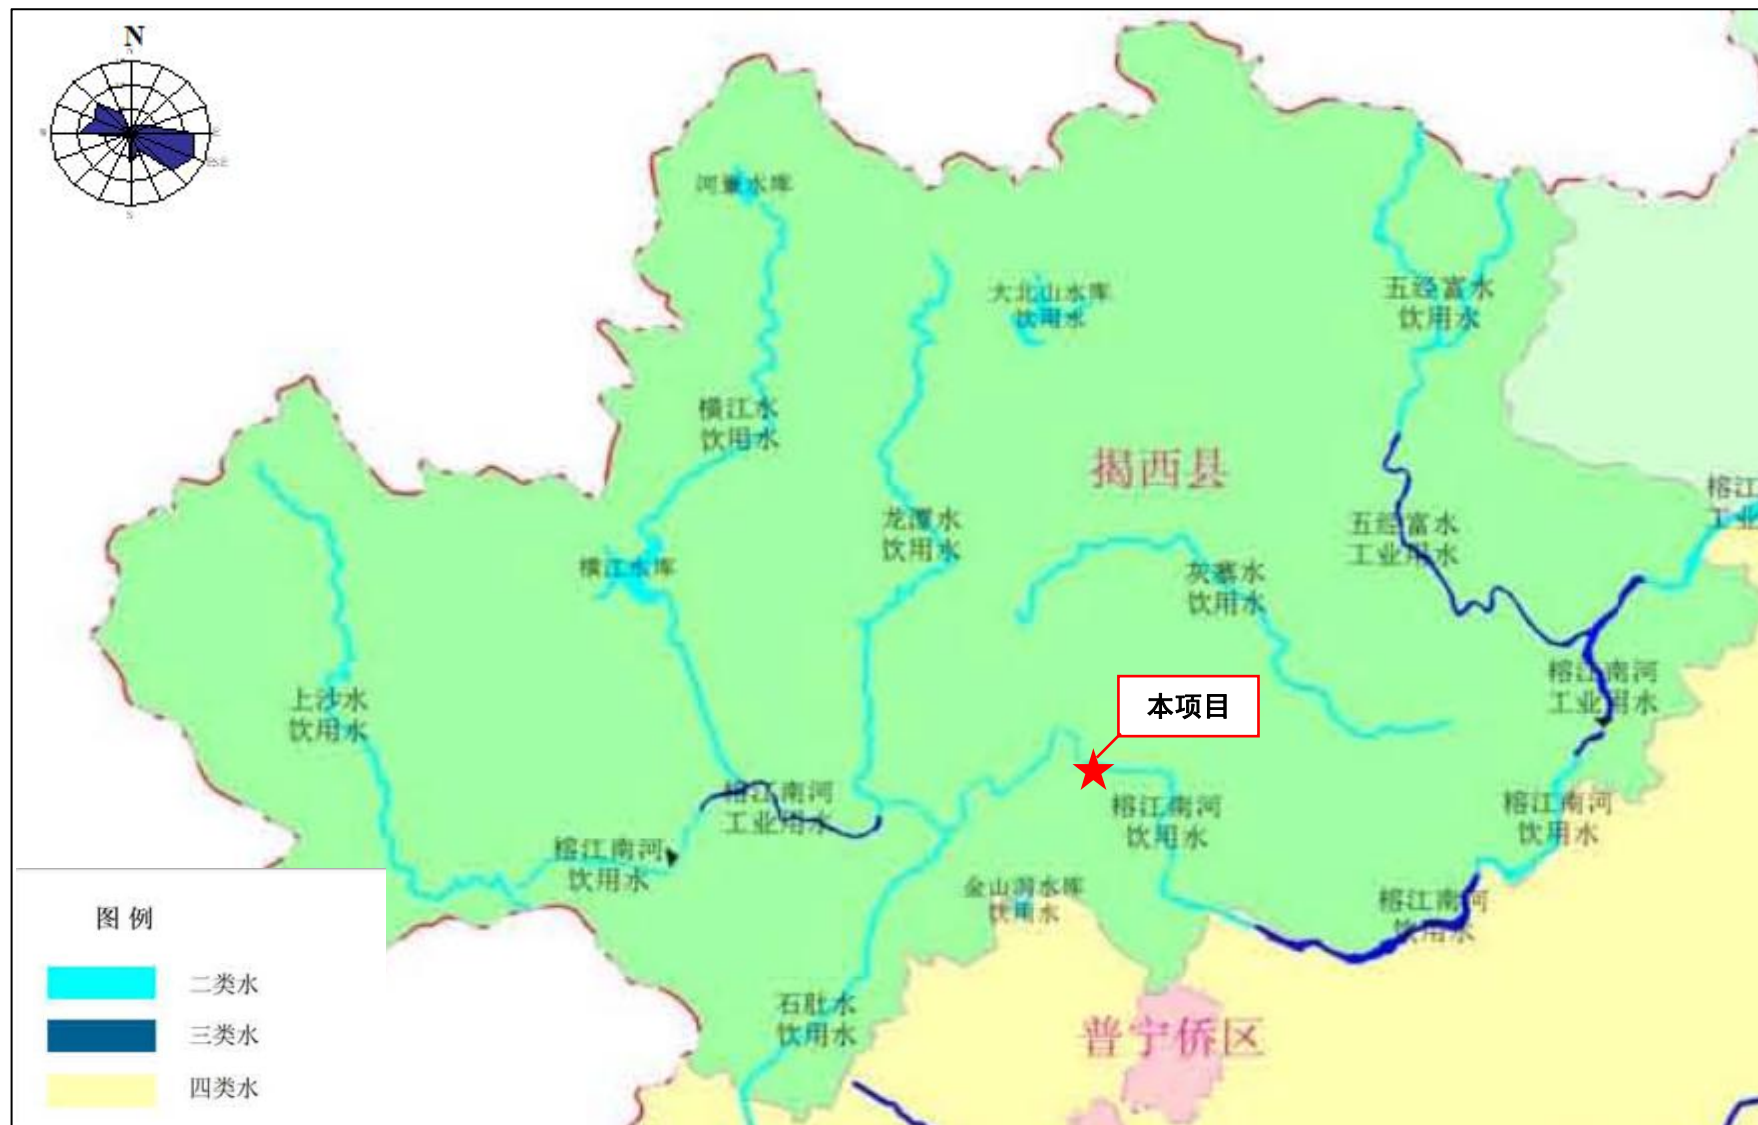 N
河輋水库
大北山水库
饮用水
五经富水
饮用水
横江水
饮用水
揭西县
榕江
工业
龙潭水
饮用水
五经富水
工业用水
横江水库
灰寨水
饮用水
上沙水
饮用水
本项目
榕江南河
工业用水
榕江南河
工业用水
榕江南河
饮用水
榕江南河
饮用水
榕江南河
饮用水
金山洞水库
饮用水
榕江南河
饮用水
石肚水
饮用水
普宁侨区
图例
二类水
三类水
四类水